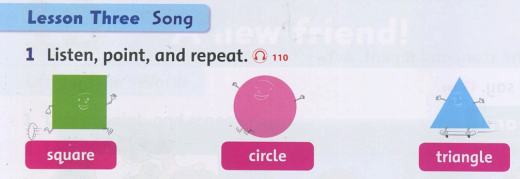 Lesson Three Song
1 Listen, point, and repeat. 110
square
circle
triangle